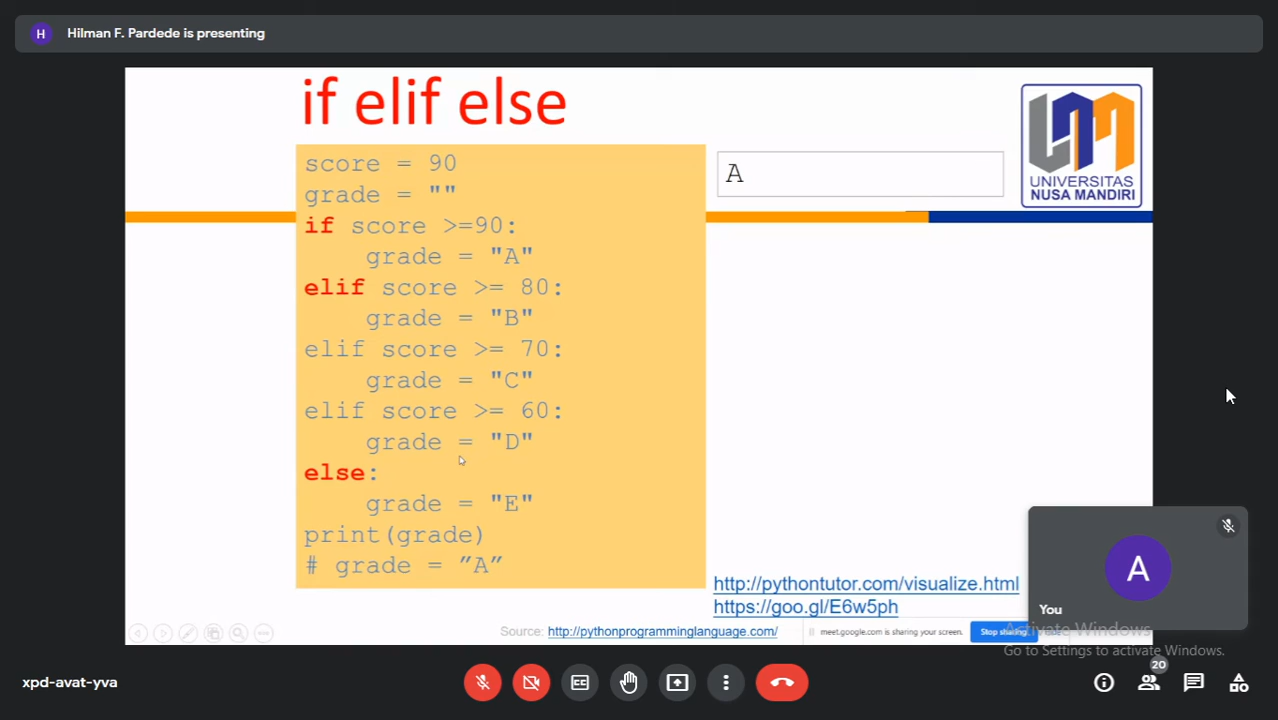 H
Hilman F. Pardede is presenting
if elif else
score = 90
grade = ""
if score >=90:
grade = "A"
elif score >= 80:
grade = "B"
elif score >= 70:
grade = "C"
elif score >= 60:
grade = "D"
else:
grade = "E"
print(grade)
# grade = ”A”
A
UNIVERSITAS
NUSA MANDIRI
http://pythontutor.com/visualize.html
https://goo.gl/E6w5ph
Source: http://pythonprogramminglanguage.com/
meet.google.com is sharing your screen.
Stop sharing
A
You
Activate Windows
Go to Settings to activate Windows.
xpd-avat-yva
CC
20